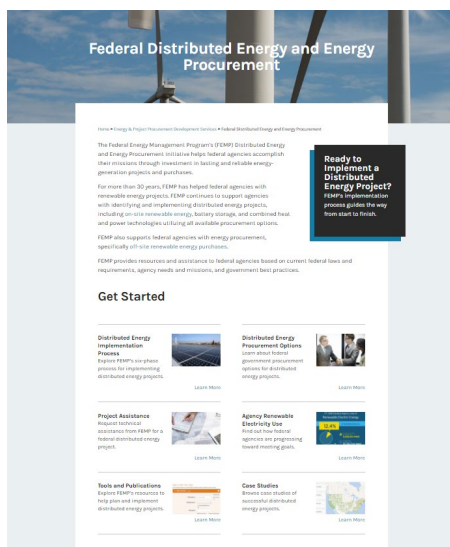 Federal Distributed Energy and Energy
Procurement
Home • Energy & Project Procurement Development Services • Federal Distributed Energy and Energy Procurement
The Federal Energy Management Program's (FEMP) Distributed Energy
and Energy Procurement initiative helps federal agencies accomplish
their missions through investment in lasting and reliable energy-
generation projects and purchases.
For more than 30 years, FEMP has helped federal agencies with
renewable energy projects. FEMP continues to support agencies
with identifying and implementing distributed energy projects,
including on-site renewable energy, battery storage, and combined heat
and power technologies utilizing all available procurement options.
FEMP also supports federal agencies with energy procurement,
specifically off-site renewable energy purchases.
FEMP provides resources and assistance to federal agencies based on current federal laws and
requirements, agency needs and missions, and government best practices.
Ready to
Implement a
Distributed
Energy Project?
FEMP's implementation
process guides the way
from start to finish.
Get Started
Distributed Energy
Implementation
Process
Explore FEMP's six-phase
process for implementing
distributed energy projects.
Learn More
Distributed Energy
Procurement Options
Learn about federal
government procurement
options for distributed
energy projects.
Learn More
Project Assistance
Request technical
assistance from FEMP for a
federal distributed energy
project.
Learn More
Agency Renewable
Electricity Use
Find out how federal
agencies are progressing
toward meeting goals.
12.4%
Learn More
Tools and Publications
Explore FEMP's resources to
help plan and implement
distributed energy projects.
Learn More
Case Studies
Browse case studies of
successful distributed
energy projects.
Learn More